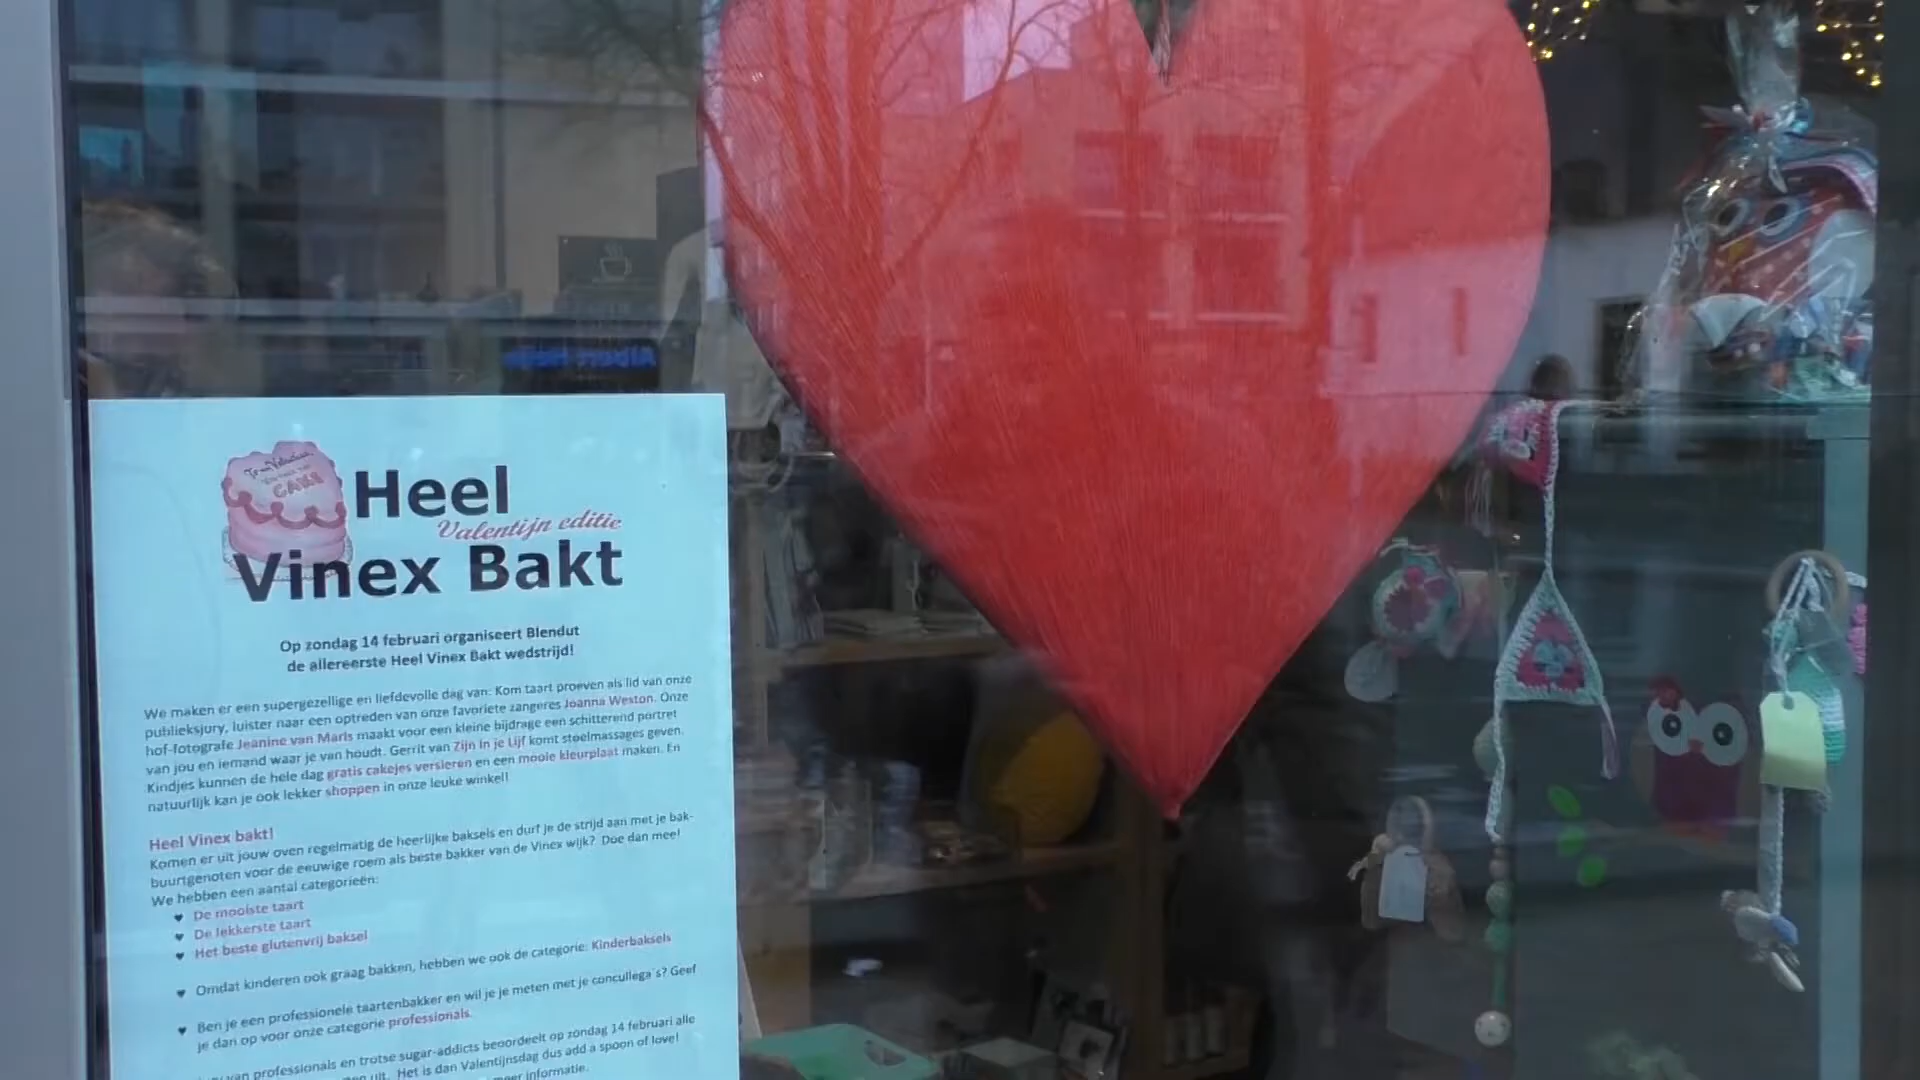 CAKE
Heel
Valentijn editie
Vinex Bakt
Op zondag 14 februari organiseert Blendut
de allereerste Heel Vinex Bakt wedstrijd!
We maken er een supergezellige en liefdevolle dag van: Kom taart proeven als lid van onze
publieksjury, luister naar een optreden van onze favoriete zangeres Joanna Weston. Onze
hof-fotografe Jeanine van Maris maakt voor een kleine bijdrage een schitterend portret
van jou en iemand waar je van houdt. Gerrit van Zijn in je Lijf komt stoelmassages geven.
Kindjes kunnen de hele dag gratis cakejes versieren en een mooie kleurplaat maken. En
natuurlijk kan je ook lekker shoppen in onze leuke winkel!
Heel Vinex bakt!
Komen er uit jouw oven regelmatig de heerlijke baksels en durf je de strijd aan met je bak-
buurtgenoten voor de eeuwige roem als beste bakker van de Vinex wijk? Doe dan mee!
We hebben een aantal categorieën:
♥ De mooiste taart
♥ De lekkerste taart
♥ Het beste glutenvrij baksel
♥ Omdat kinderen ook graag bakken, hebben we ook de categorie: Kinderbaksels
♥ Ben je een professionele taartenbakker en wil je je meten met je concullega's? Geef
je dan op voor onze categorie professionals.
van professionals en trotse sugar-addicts beoordeelt op zondag 14 februari alle
uit. Het is dan Valentijnsdag dus add a spoon of love!
meer informatie.